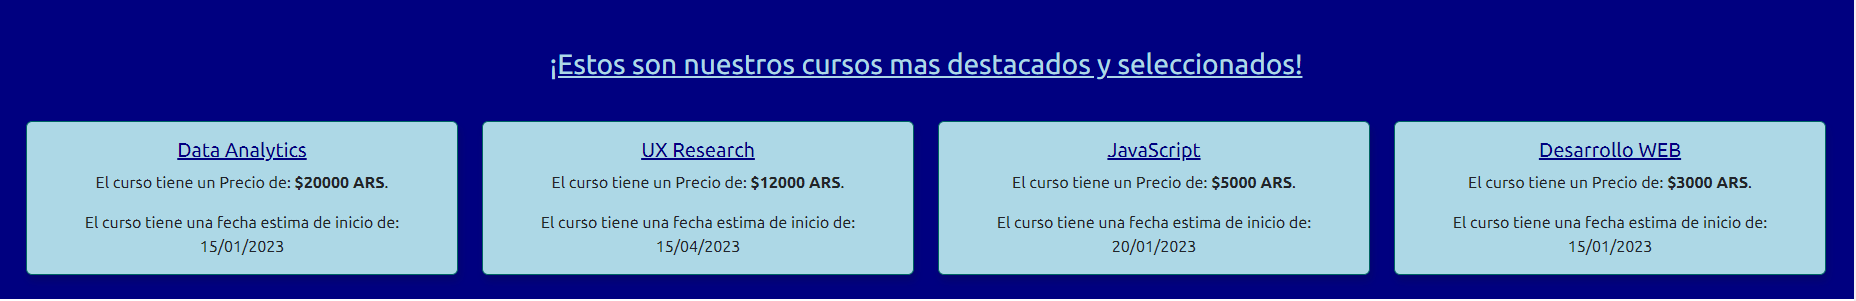 ¡Estos son nuestros cursos mas destacados y seleccionados!
Data Analytics
El curso tiene un Precio de: $20000 ARS.
El curso tiene una fecha estima de inicio de:
15/01/2023
UX Research
El curso tiene un Precio de: $12000 ARS.
El curso tiene una fecha estima de inicio de:
15/04/2023
JavaScript
El curso tiene un Precio de: $5000 ARS.
El curso tiene una fecha estima de inicio de:
20/01/2023
Desarrollo WEB
El curso tiene un Precio de: $3000 ARS.
El curso tiene una fecha estima de inicio de:
15/01/2023